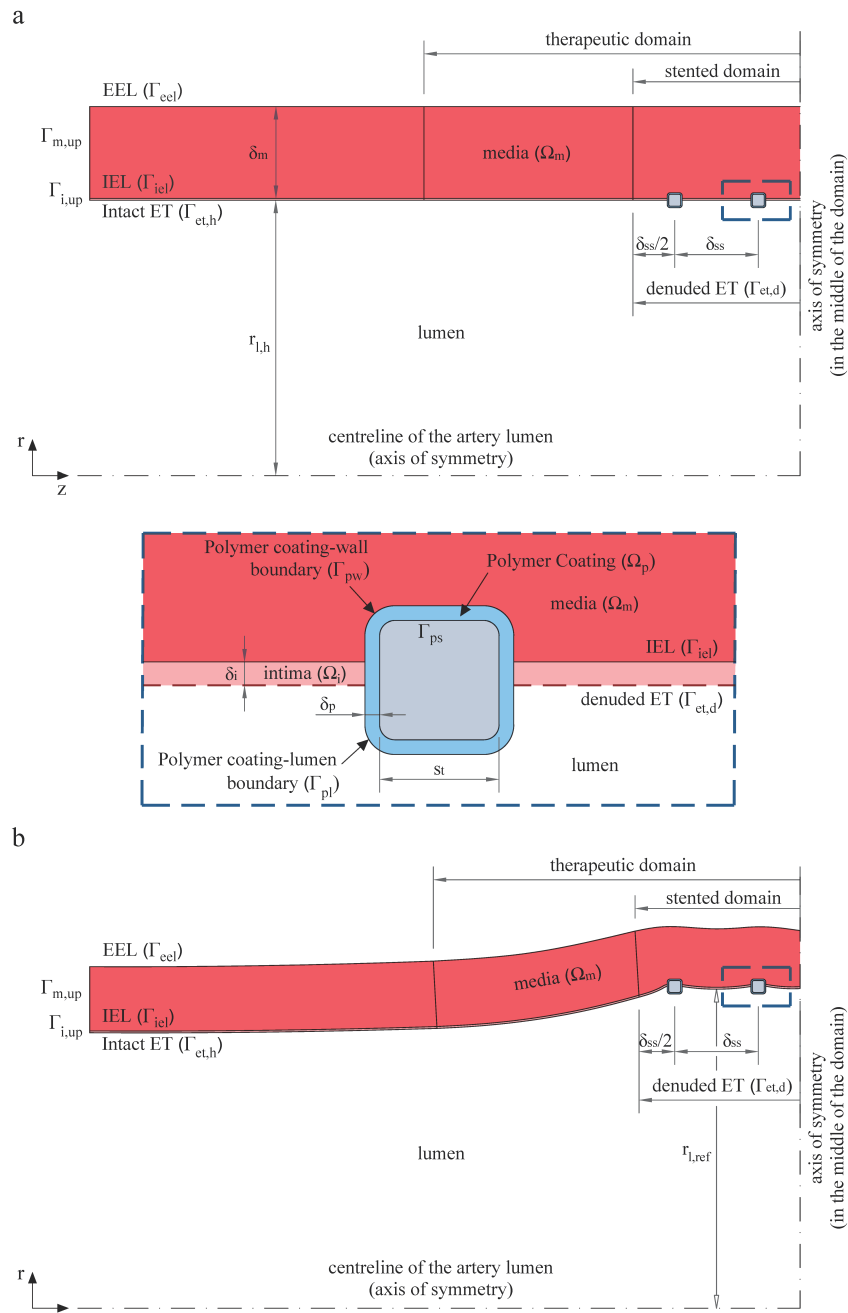 a
therapeutic domain
stented domain
EEL (Γeel)
Γm,up
δm
media (Ωm)
IEL (Γiel)
Γi,up
Intact ET (Γet,h)
δss/2
δss
denuded ET (Γet,d)
rl,h
lumen
axis of symmetry
(in the middle of the domain)
centreline of the artery lumen
(axis of symmetry)
r
z
Polymer coating-wall
boundary (Γpw)
Polymer Coating (Ωp)
media (Ωm)
Γps
IEL (Γiel)
δi
intima (Ωi)
denuded ET (Γet,d)
δp
Polymer coating-lumen
boundary (Γpl)
st
lumen
b
therapeutic domain
stented domain
EEL (Γeel)
Γm,up
media (Ωm)
IEL (Γiel)
Γi,up
Intact ET (Γet,h)
δss/2
δss
denuded ET (Γet,d)
lumen
rl,ref
axis of symmetry
(in the middle of the domain)
centreline of the artery lumen
(axis of symmetry)
r
z